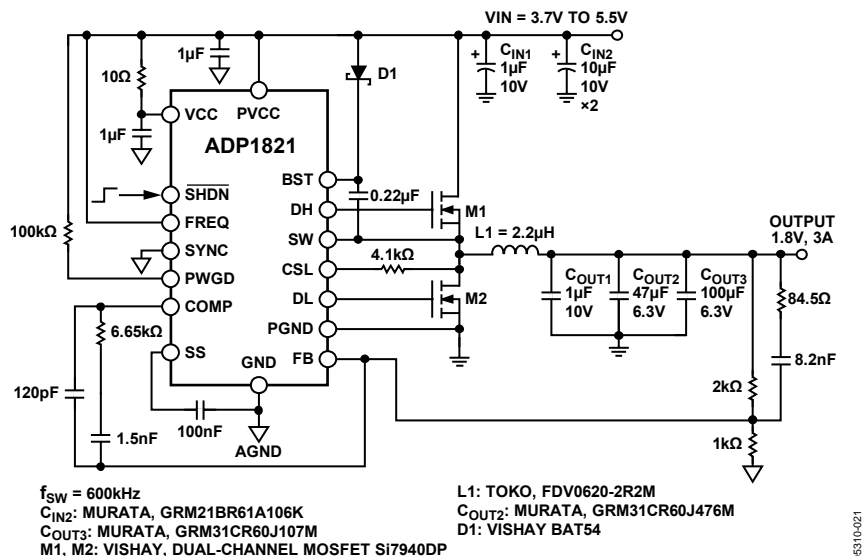 VIN = 3.7V TO 5.5V
1µF
CIN1
1µF
10V
CIN2
10µF
10V
×2
10Ω
D1
VCC
PVCC
1µF
ADP1821
BST
SHDN
0.22µF
DH
M1
FREQ
100kΩ
SW
L1 = 2.2µH
OUTPUT
1.8V, 3A
SYNC
CSL
4.1kΩ
PWGD
DL
M2
COUT1
1µF
10V
COUT2
47µF
6.3V
COUT3
100µF
6.3V
84.5Ω
COMP
PGND
6.65kΩ
SS
GND
FB
8.2nF
120pF
2kΩ
100nF
1.5nF
AGND
1kΩ
fSW = 600kHz
CIN2: MURATA, GRM21BR61A106K
COUT3: MURATA, GRM31CR60J107M
M1, M2: VISHAY, DUAL-CHANNEL MOSFET Si7940DP
L1: TOKO, FDV0620-2R2M
COUT2: MURATA, GRM31CR60J476M
D1: VISHAY BAT54
05310-021